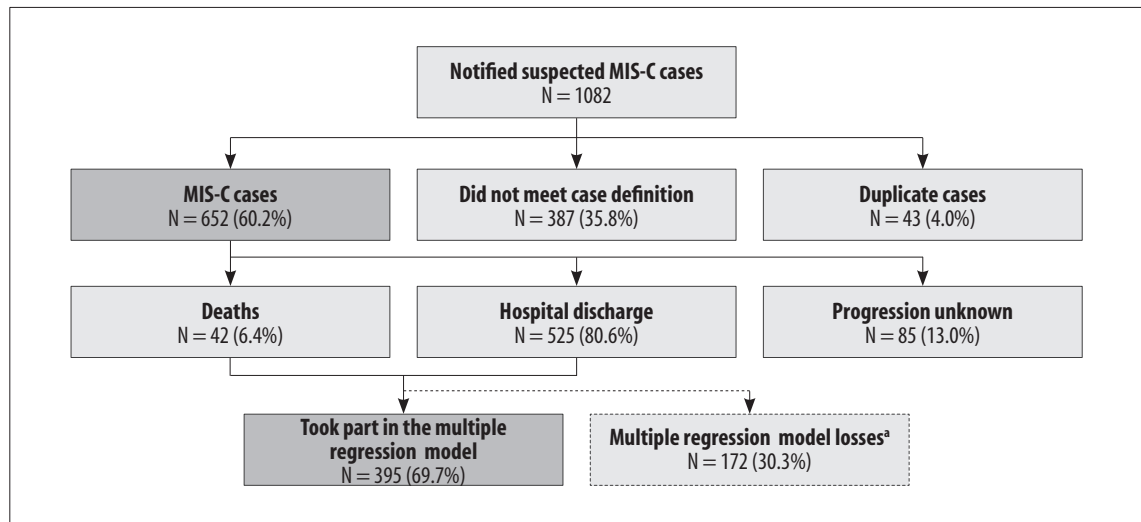 Notified suspected MIS-C cases
N = 1082
MIS-C cases
N = 652 (60.2%)
Did not meet case definition
N = 387 (35.8%)
Duplicate cases
N = 43 (4.0%)
Deaths
N = 42 (6.4%)
Hospital discharge
N = 525 (80.6%)
Progression unknown
N = 85 (13.0%)
Took part in the multiple
regression model
N = 395 (69.7%)
Multiple regression model lossesᵃ
N = 172 (30.3%)